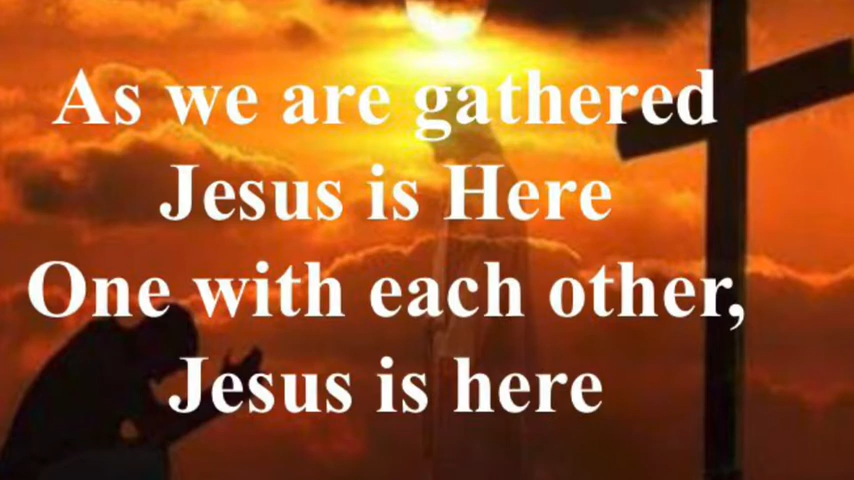 As we are gathered
Jesus is Here
One with each other,
Jesus is here